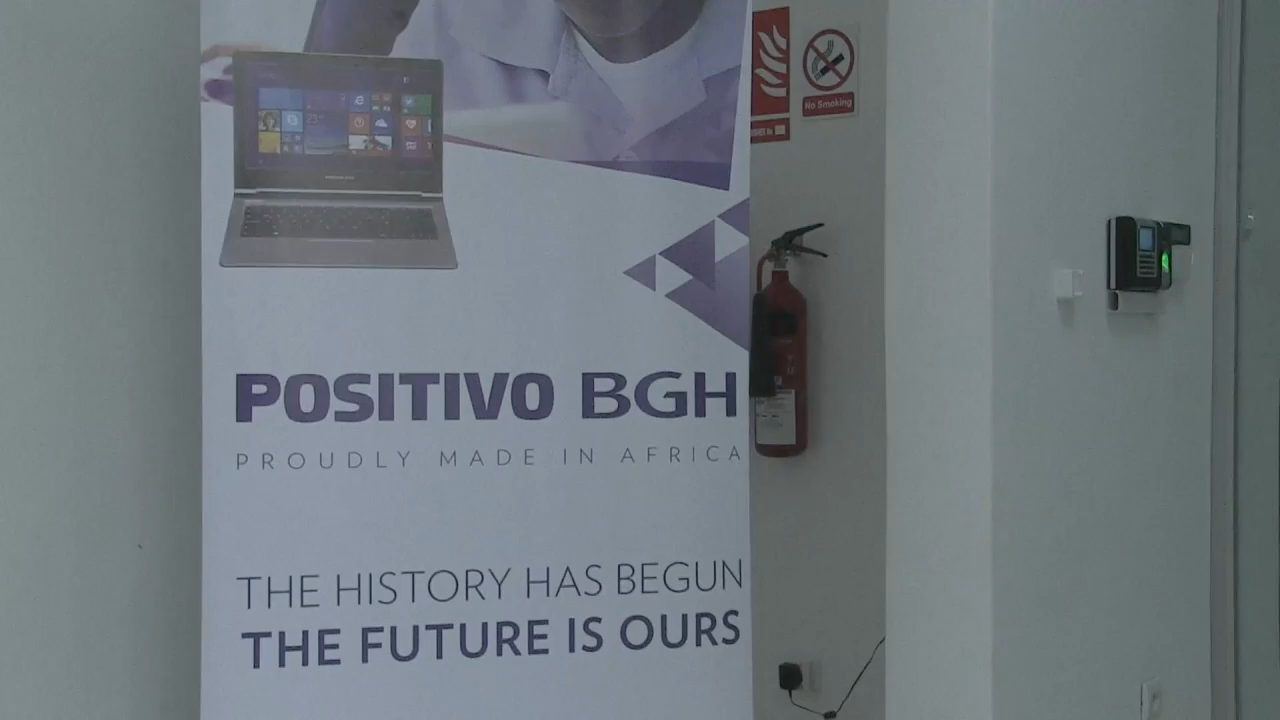 No Smoking
POSITIVO BGH
PROUDLY MADE IN AFRICA
THE HISTORY HAS BEGUN
THE FUTURE IS OURS